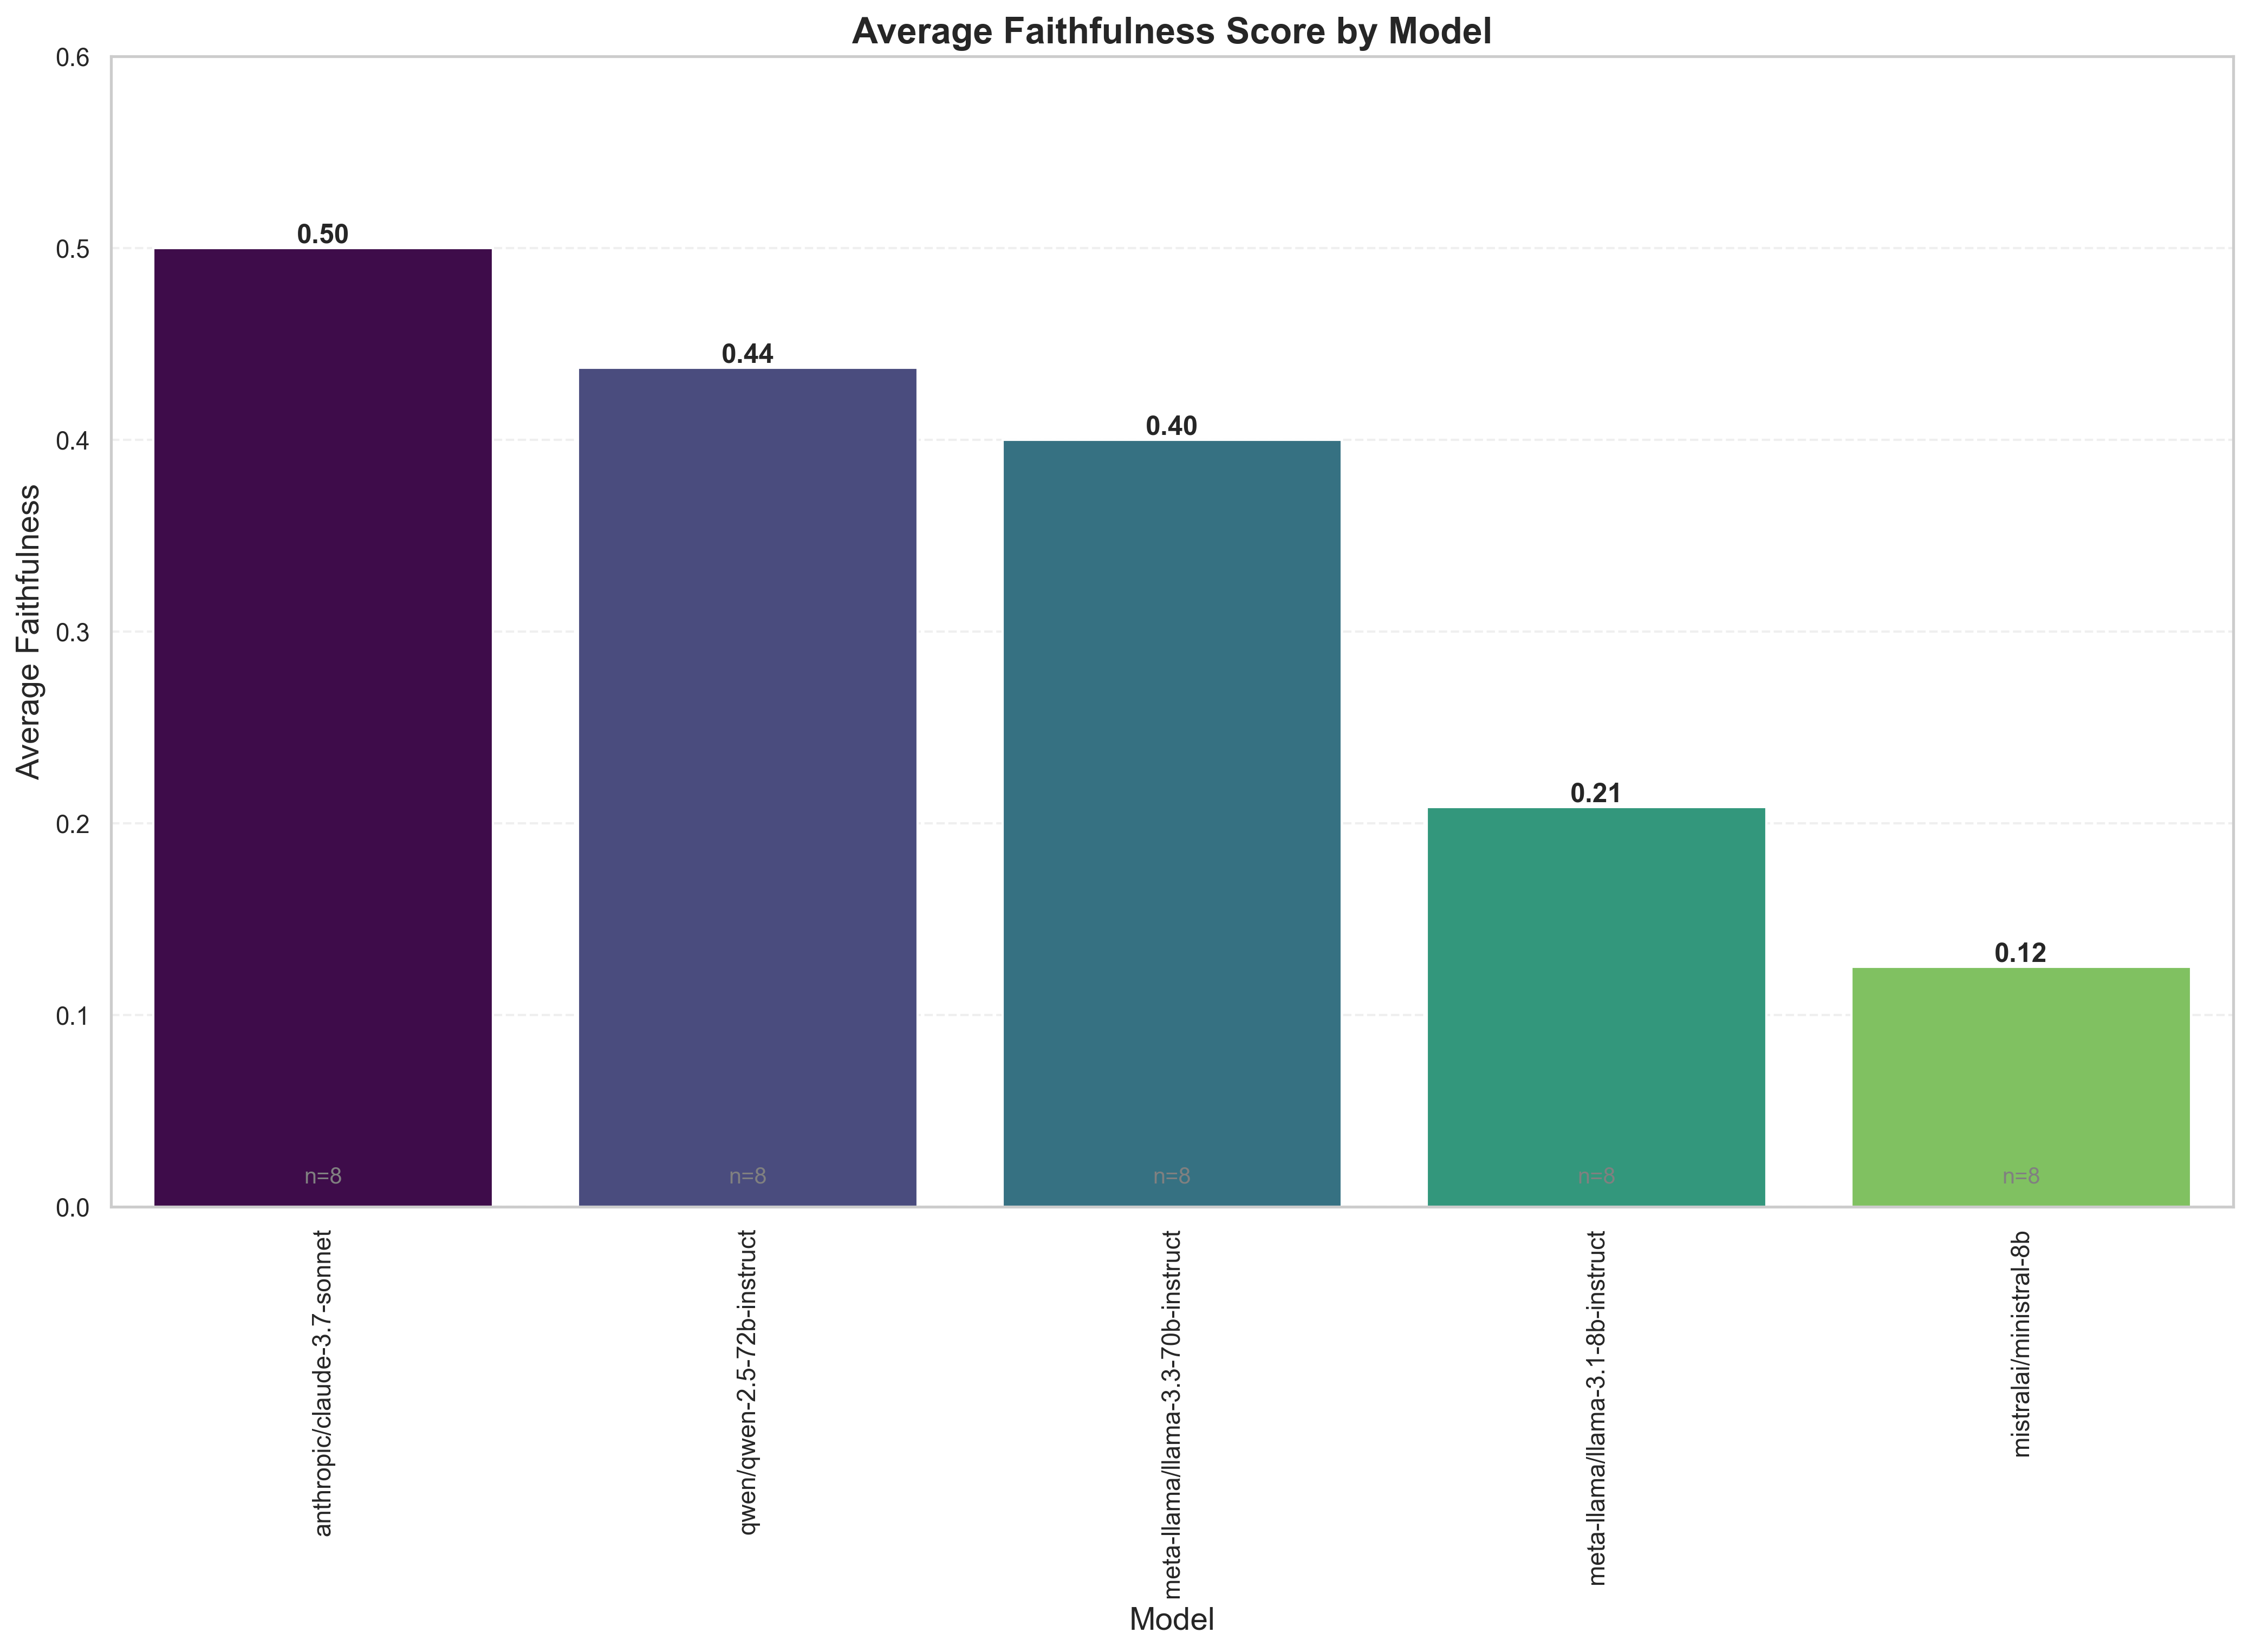 Average Faithfulness Score by Model
Average Faithfulness
0.6
0.5
0.4
0.3
0.2
0.1
0.0
0.50
0.44
0.40
0.21
0.12
n=8
n=8
n=8
n=8
n=8
anthropic/claude-3.7-sonnet
qwen/qwen-2.5-72b-instruct
meta-llama/llama-3.3-70b-instruct
meta-llama/llama-3.1-8b-instruct
mistralai/ministral-8b
Model